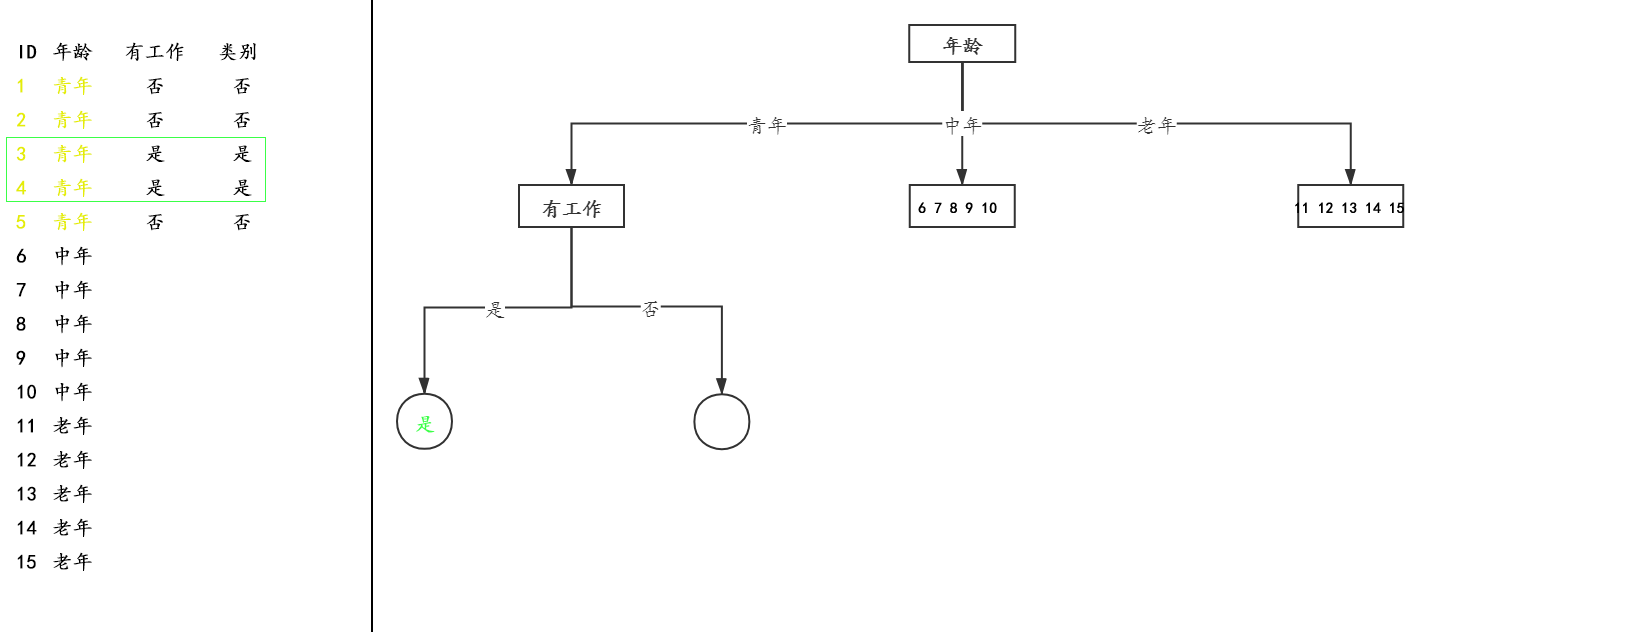 ID 年龄 有工作 类别
1 青年 否 否
2 青年 否 否
3 青年 是 是
4 青年 是 是
5 青年 否 否
6 中年
7 中年
8 中年
9 中年
10 中年
11 老年
12 老年
13 老年
14 老年
15 老年
年龄
青年 中年 老年
有工作 6 7 8 9 10 11 12 13 14 15
是 否
是